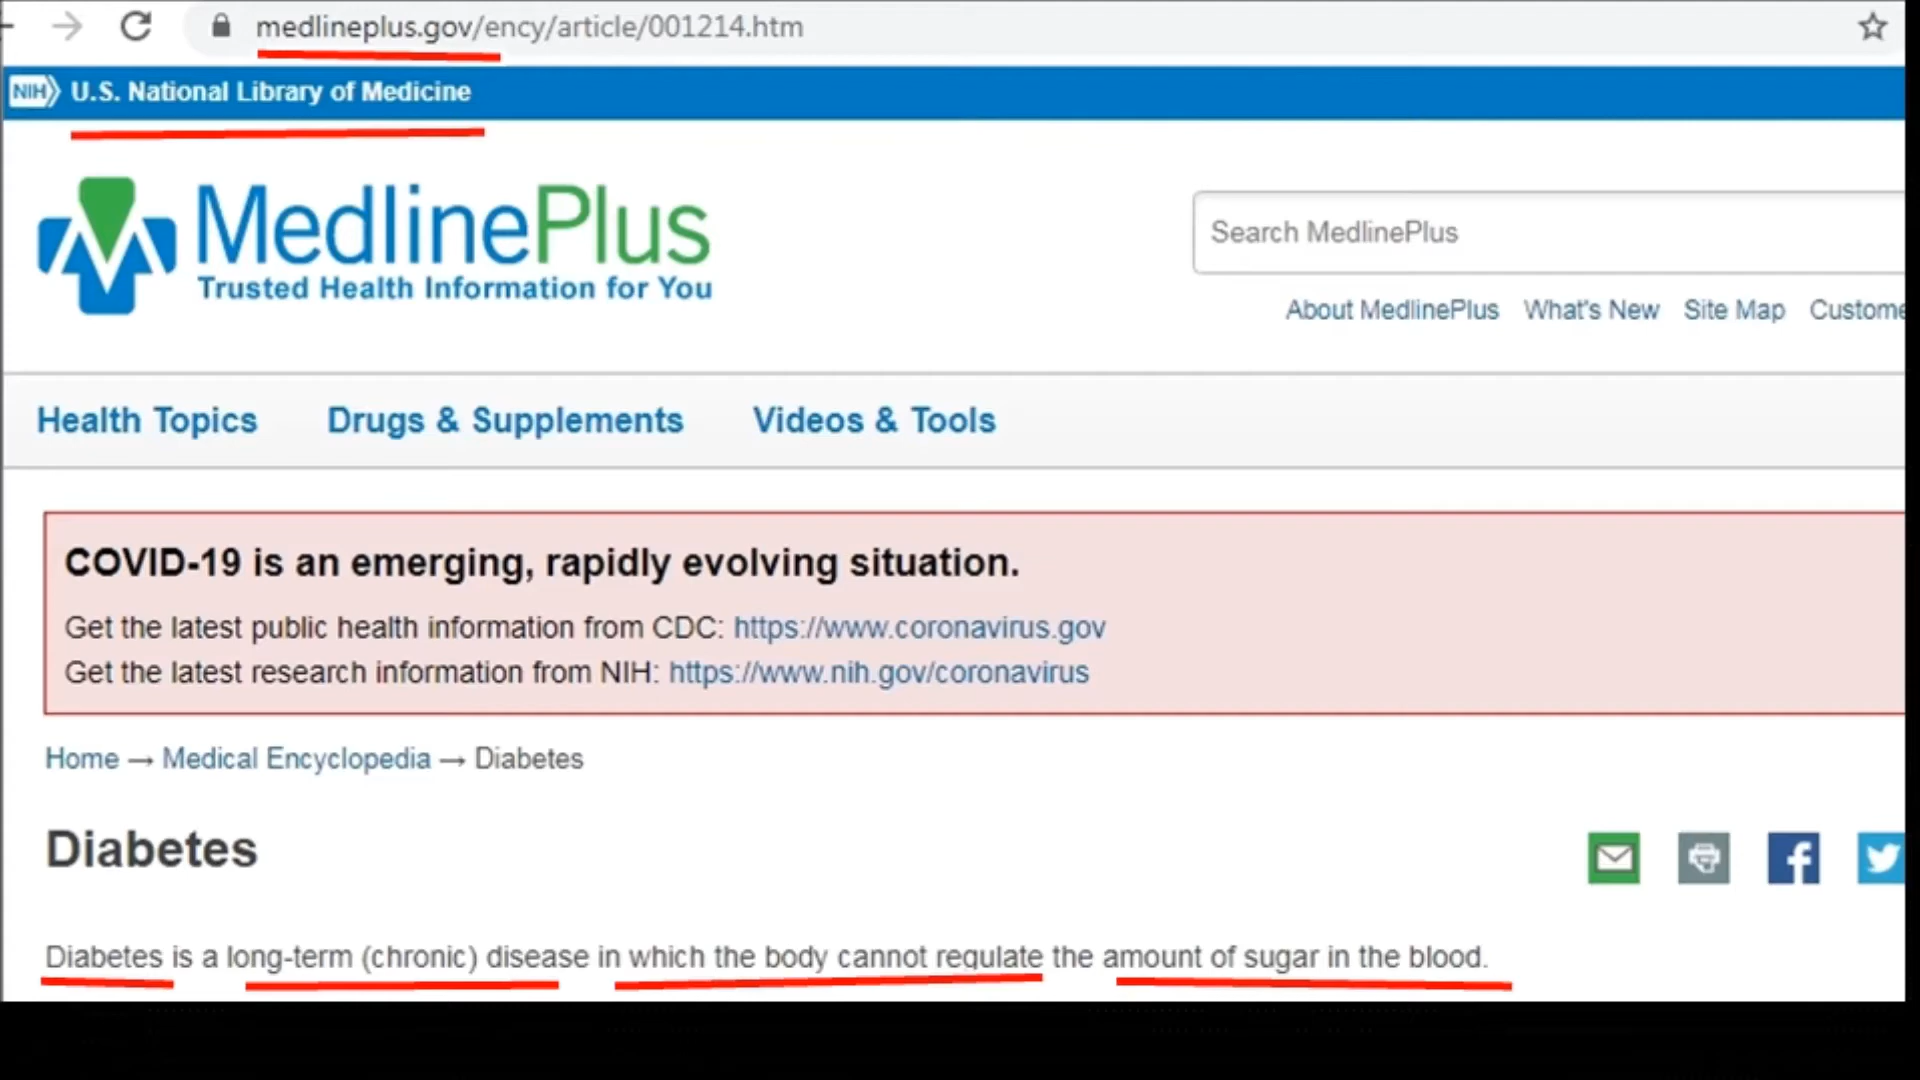 medlineplus.gov/ency/article/001214.htm
NIH U.S. National Library of Medicine
MedlinePlus
Trusted Health Information for You
Search MedlinePlus
About MedlinePlus What's New Site Map Custome
Health Topics Drugs & Supplements Videos & Tools
COVID-19 is an emerging, rapidly evolving situation.
Get the latest public health information from CDC: https://www.coronavirus.gov
Get the latest research information from NIH: https://www.nih.gov/coronavirus
Home → Medical Encyclopedia → Diabetes
Diabetes
Diabetes is a long-term (chronic) disease in which the body cannot regulate the amount of sugar in the blood.